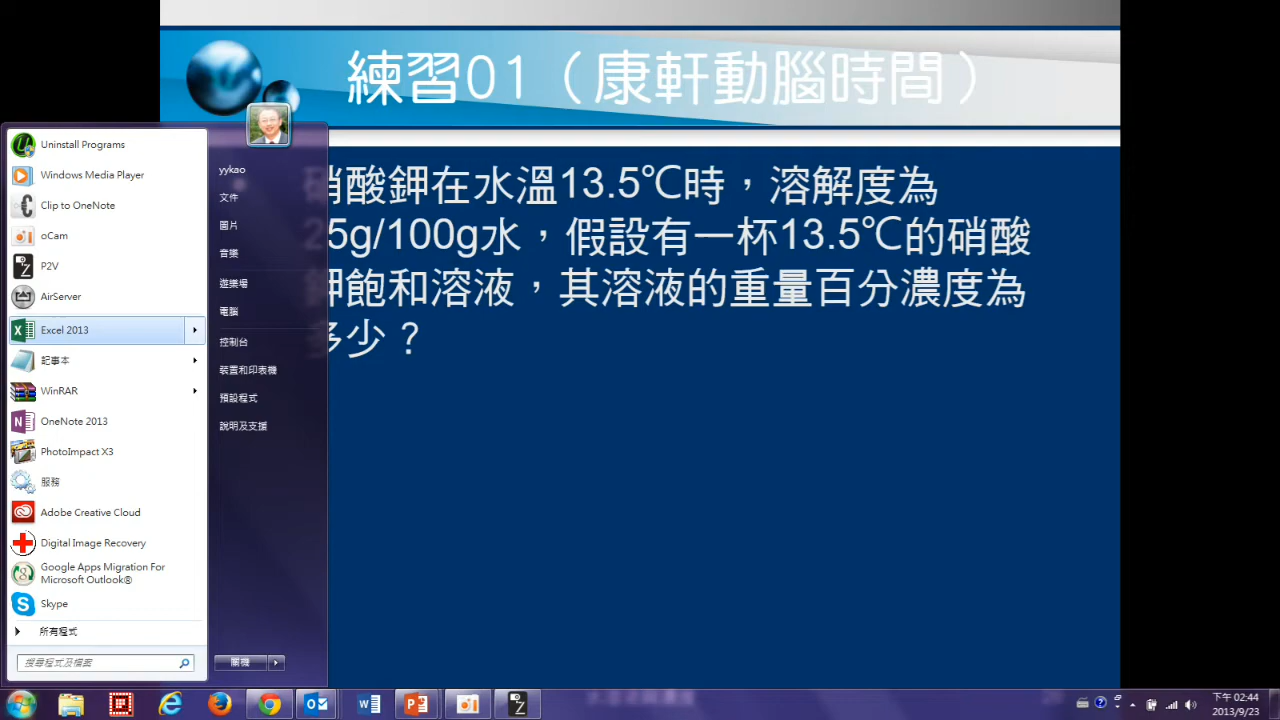 練習01（康軒動腦時間）
硝酸鉀在水溫13.5℃時，溶解度為
25g/100g水，假設有一杯13.5℃的硝酸
鉀飽和溶液，其溶液的重量百分濃度為
多少？
Uninstall Programs
Windows Media Player
Clip to OneNote
oCam
P2V
AirServer
Excel 2013
記事本
WinRAR
OneNote 2013
PhotoImpact X3
服務
Adobe Creative Cloud
Digital Image Recovery
Google Apps Migration For
Microsoft Outlook®
Skype
所有程式
搜尋程式及檔案
yykao
文件
圖片
音樂
遊樂場
電腦
控制台
裝置和印表機
預設程式
說明及支援
關機
下午 02:44
2013/9/23